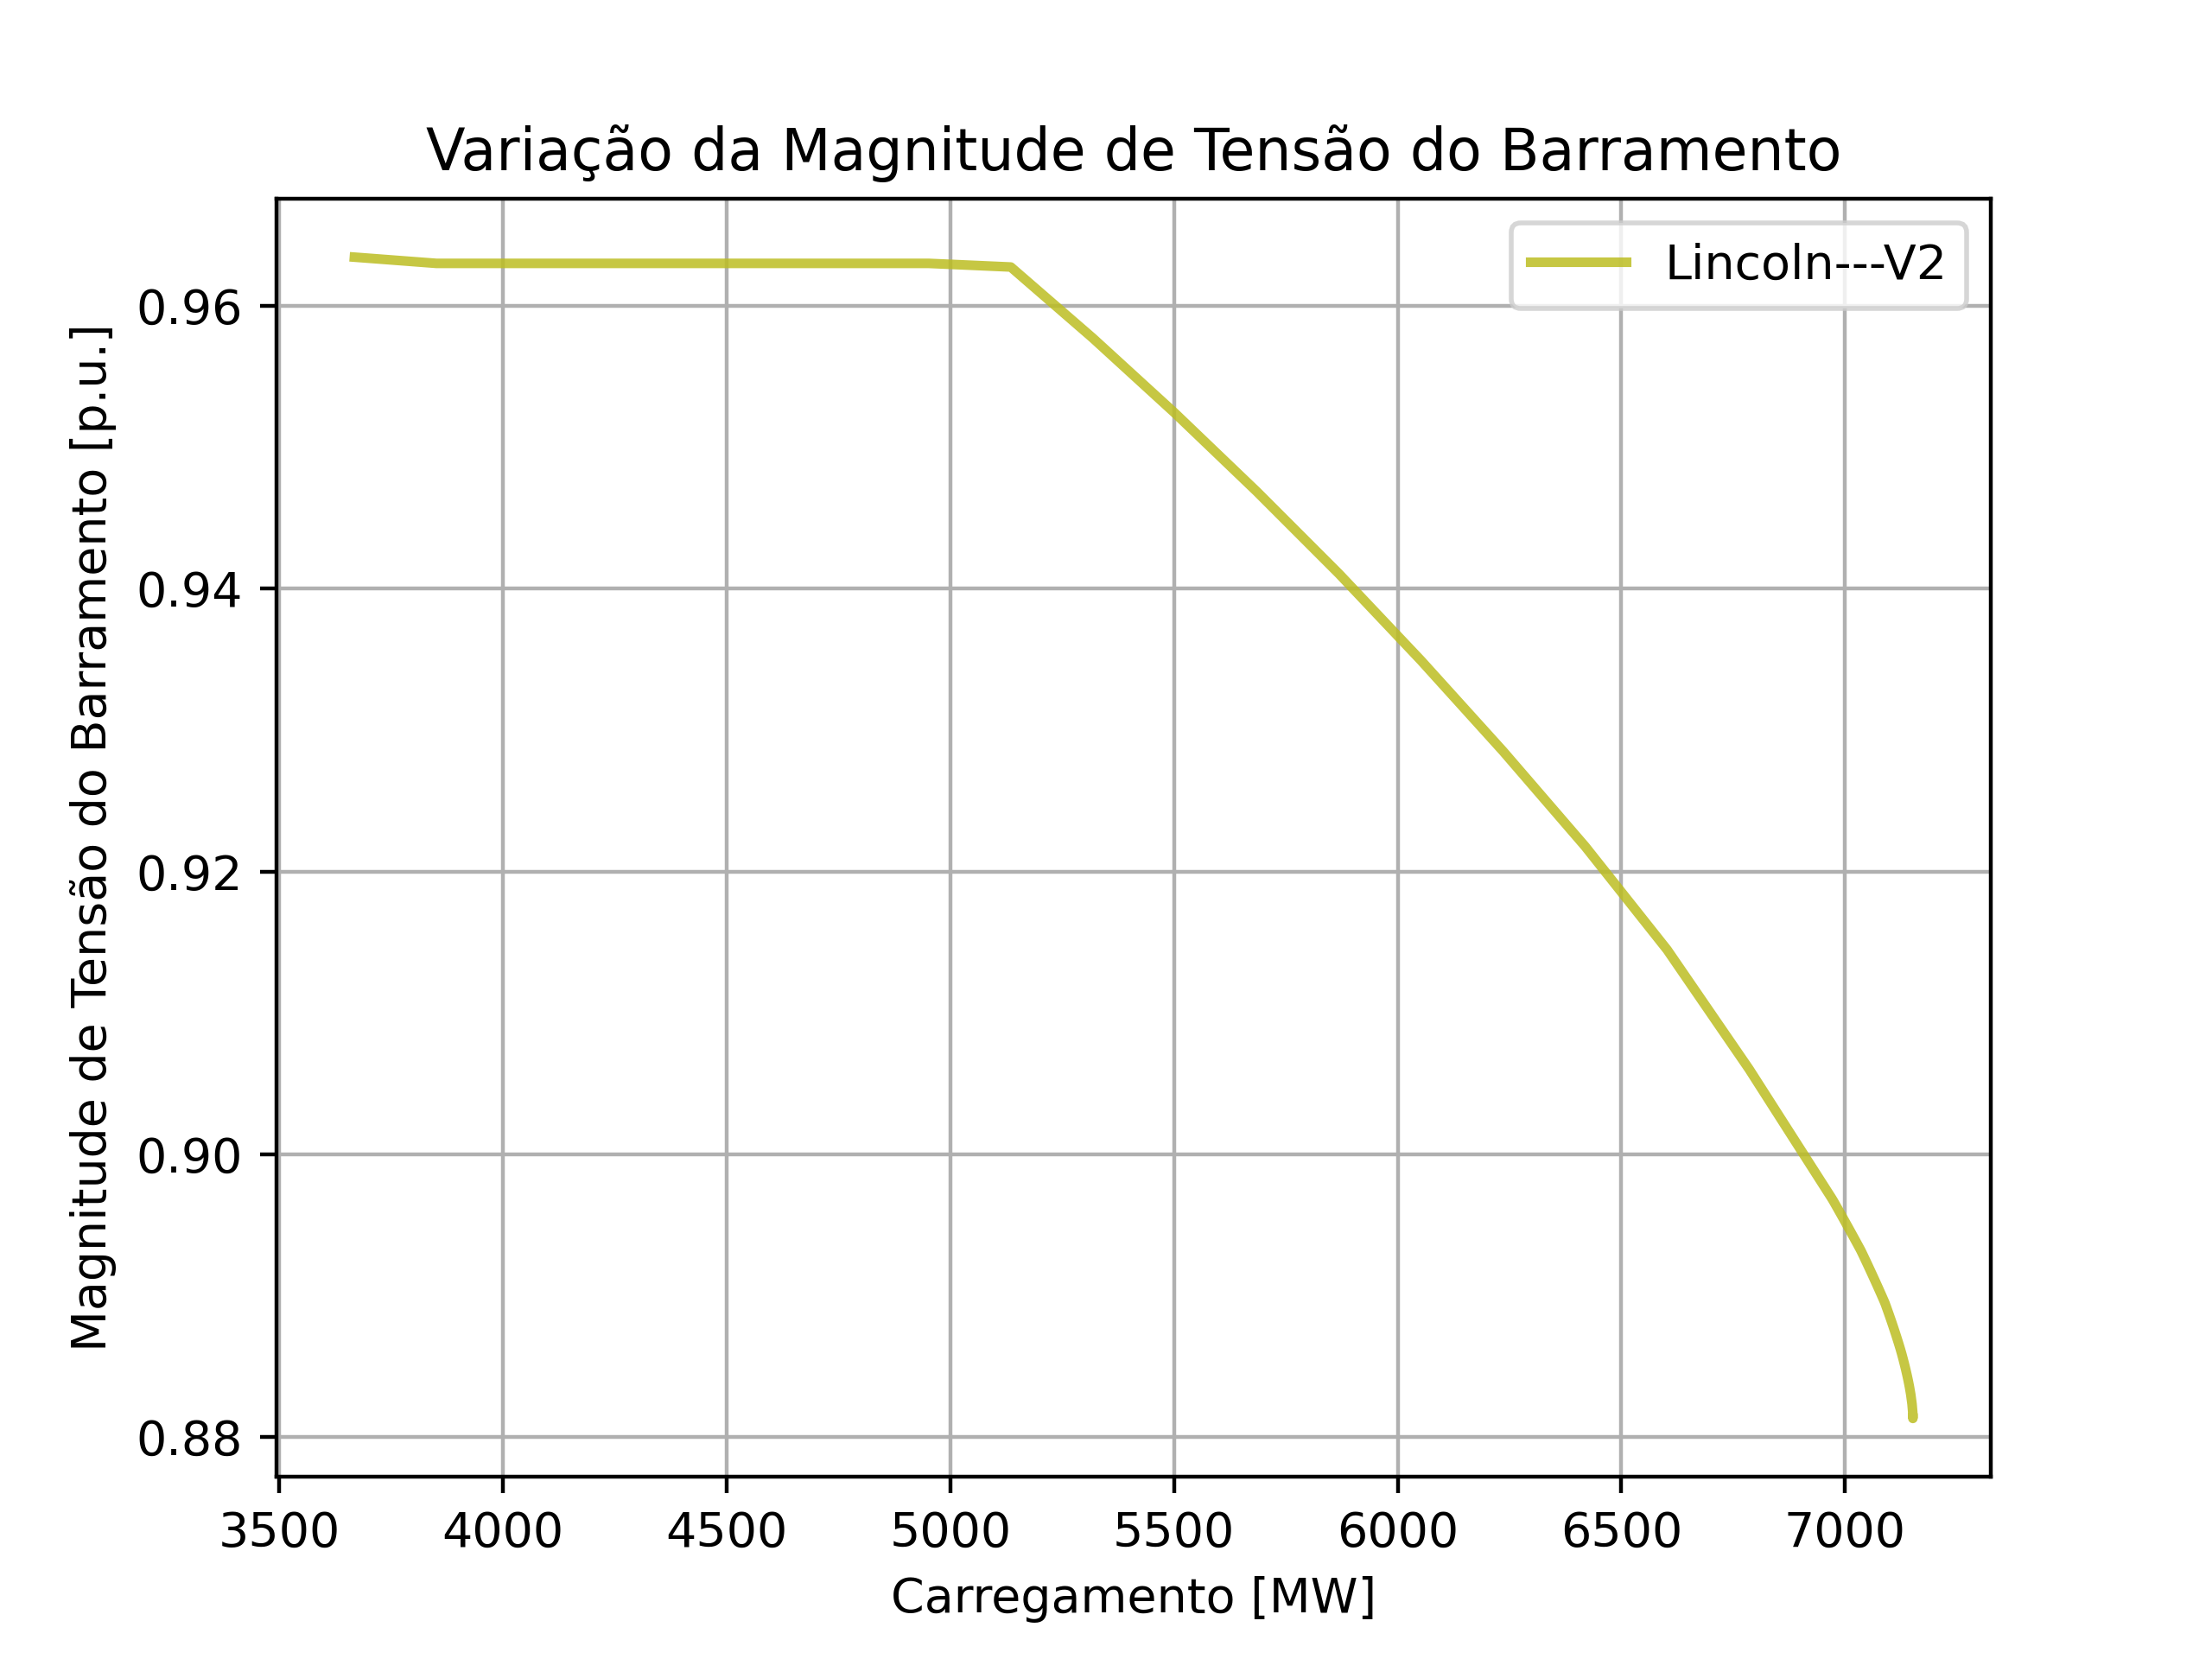 Variação da Magnitude de Tensão do Barramento
Lincoln---V2
Magnitude de Tensão do Barramento [p.u.]
0.96
0.94
0.92
0.90
0.88
3500 4000 4500 5000 5500 6000 6500 7000
Carregamento [MW]